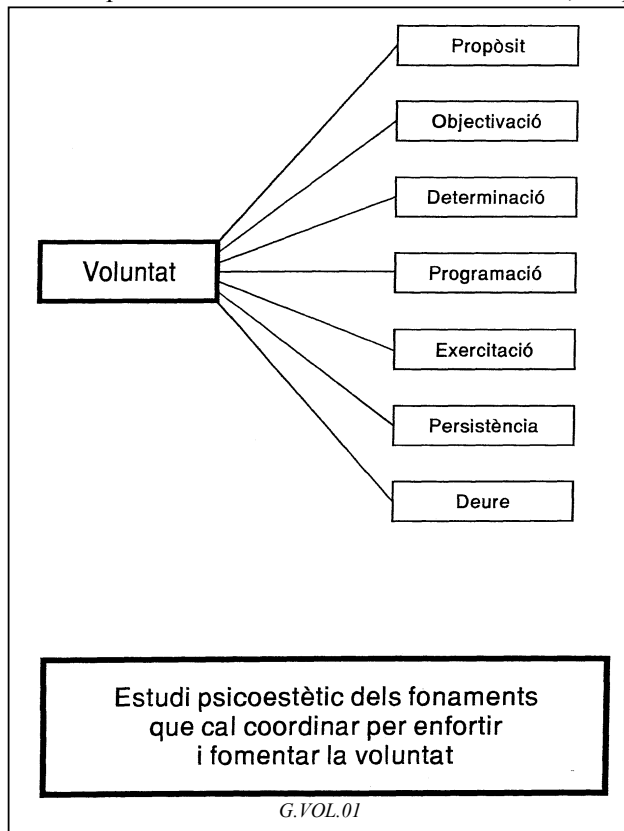 Propòsit
Objectivació
Determinació
Voluntat
Programació
Exercitació
Persistència
Deure
Estudi psicoestètic dels fonaments
que cal coordinar per enfortir
i fomentar la voluntat
G.VOL.01